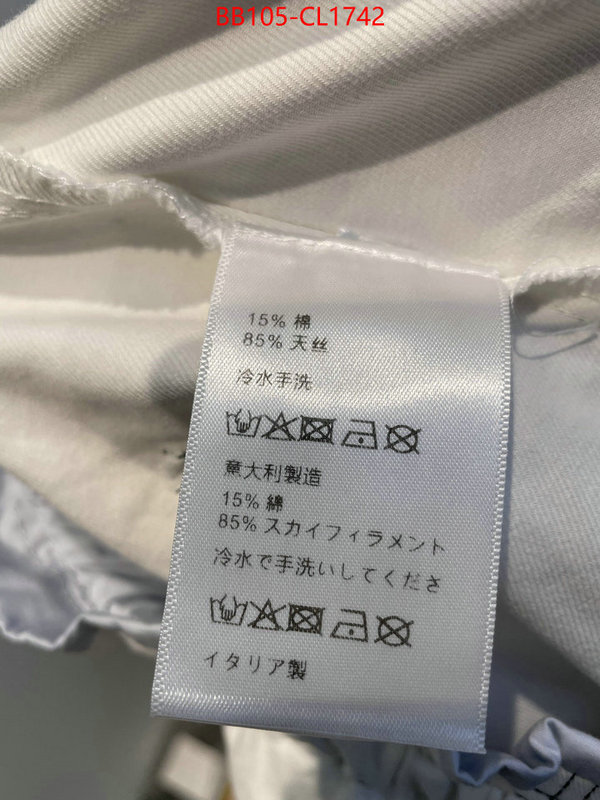 BB105-CL1742
15% 棉
85% 天丝
冷水手洗
意大利製造
15% 綿
85% スカイフィラメント
冷水で手洗いしてくださ
イタリア製